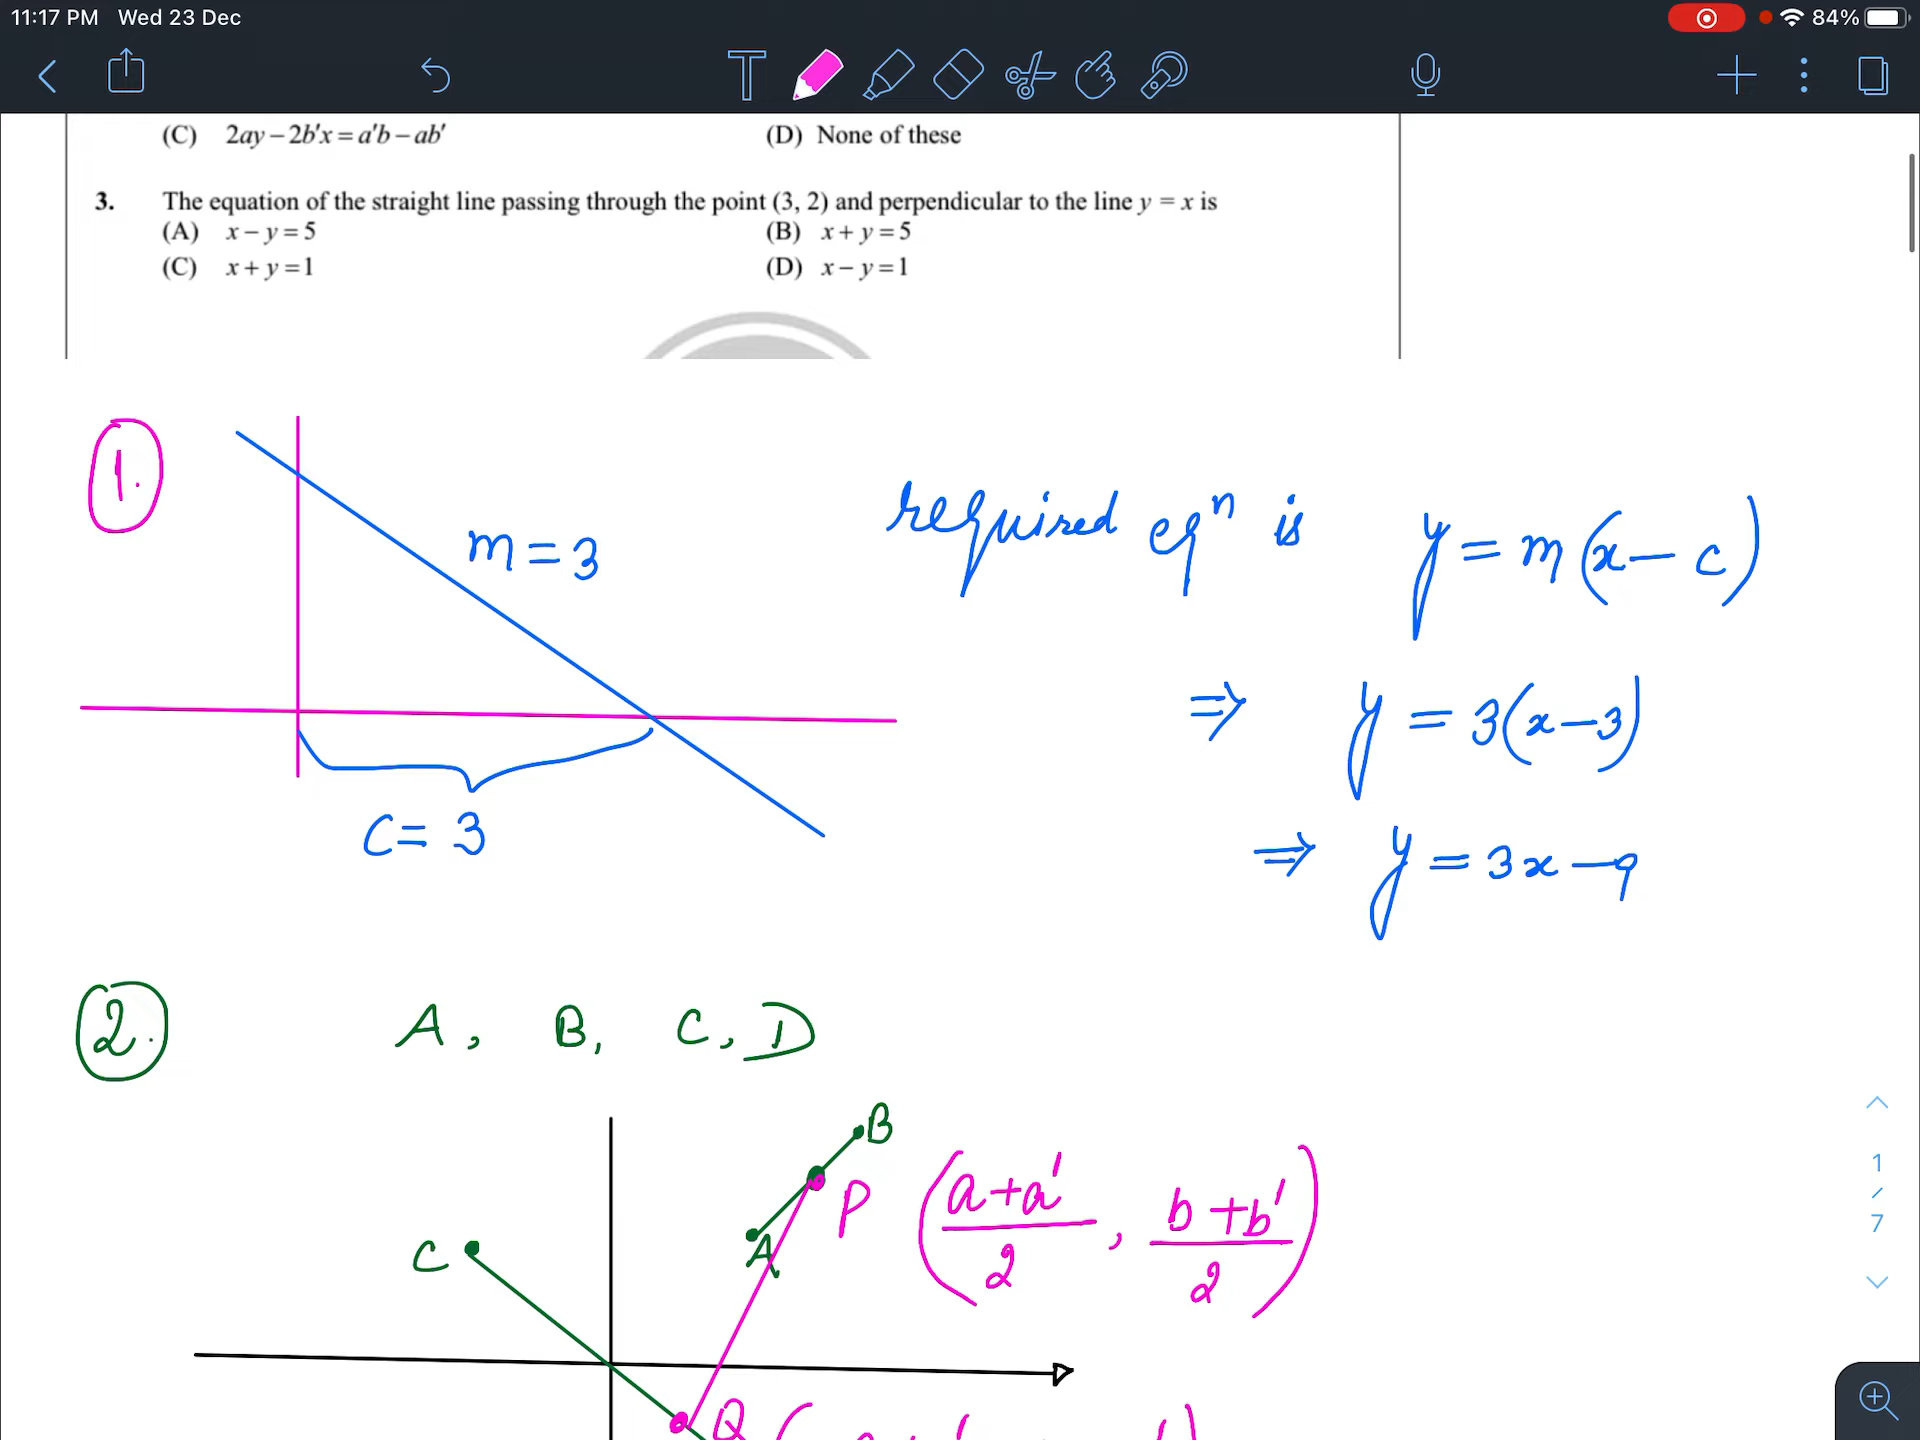 11:17 PM Wed 23 Dec 84%
T
(C) 2ay – 2b'x = a'b – ab' (D) None of these
3. The equation of the straight line passing through the point (3, 2) and perpendicular to the line y = x is
(A) x – y = 5 (B) x + y = 5
(C) x + y = 1 (D) x – y = 1
1.
m = 3
required eqⁿ is y = m(x – c)
⇒ y = 3(x – 3)
C = 3
⇒ y = 3x – 9
2. A, B, C, D
B
P (a+a'/2, b+b'/2)
A
C
Q
1
/
7